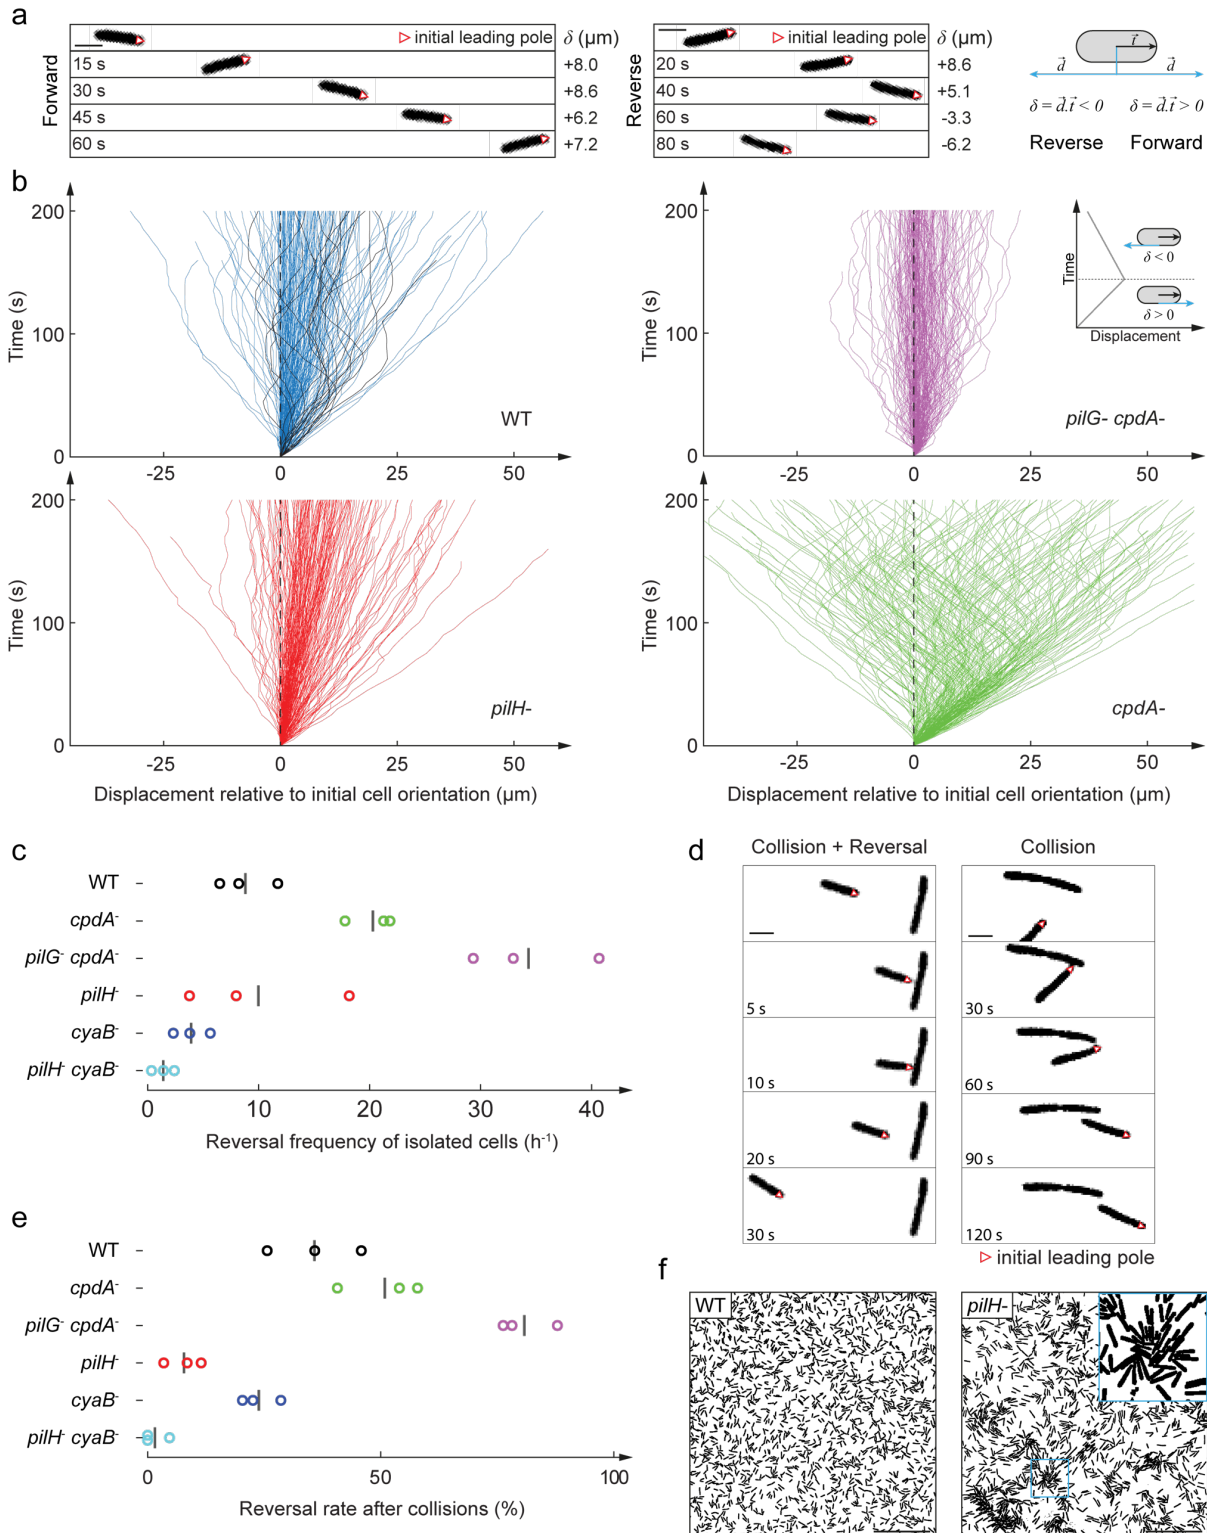 a
Forward
▷ initial leading pole
δ (µm)
15 s
+8.0
30 s
+8.6
45 s
+6.2
60 s
+7.2
Reverse
▷ initial leading pole
δ (µm)
20 s
+8.6
40 s
+5.1
60 s
-3.3
80 s
-6.2
t⃗
d⃗
d⃗
δ = d⃗.t⃗ < 0
δ = d⃗.t⃗ > 0
Reverse
Forward
b
Time (s)
200
100
0
-25
0
25
50
WT
Time (s)
200
100
0
-25
0
25
50
pilG- cpdA-
Time
Displacement
δ < 0
δ > 0
Time (s)
200
100
0
-25
0
25
50
pilH-
Displacement relative to initial cell orientation (µm)
Time (s)
200
100
0
-25
0
25
50
cpdA-
Displacement relative to initial cell orientation (µm)
c
WT
cpdA⁻
pilG⁻ cpdA⁻
pilH⁻
cyaB⁻
pilH⁻ cyaB⁻
0
10
20
30
40
Reversal frequency of isolated cells (h⁻¹)
d
Collision + Reversal
Collision
5 s
10 s
20 s
30 s
30 s
60 s
90 s
120 s
▷ initial leading pole
e
WT
cpdA⁻
pilG⁻ cpdA⁻
pilH⁻
cyaB⁻
pilH⁻ cyaB⁻
0
50
100
Reversal rate after collisions (%)
f
WT
pilH-